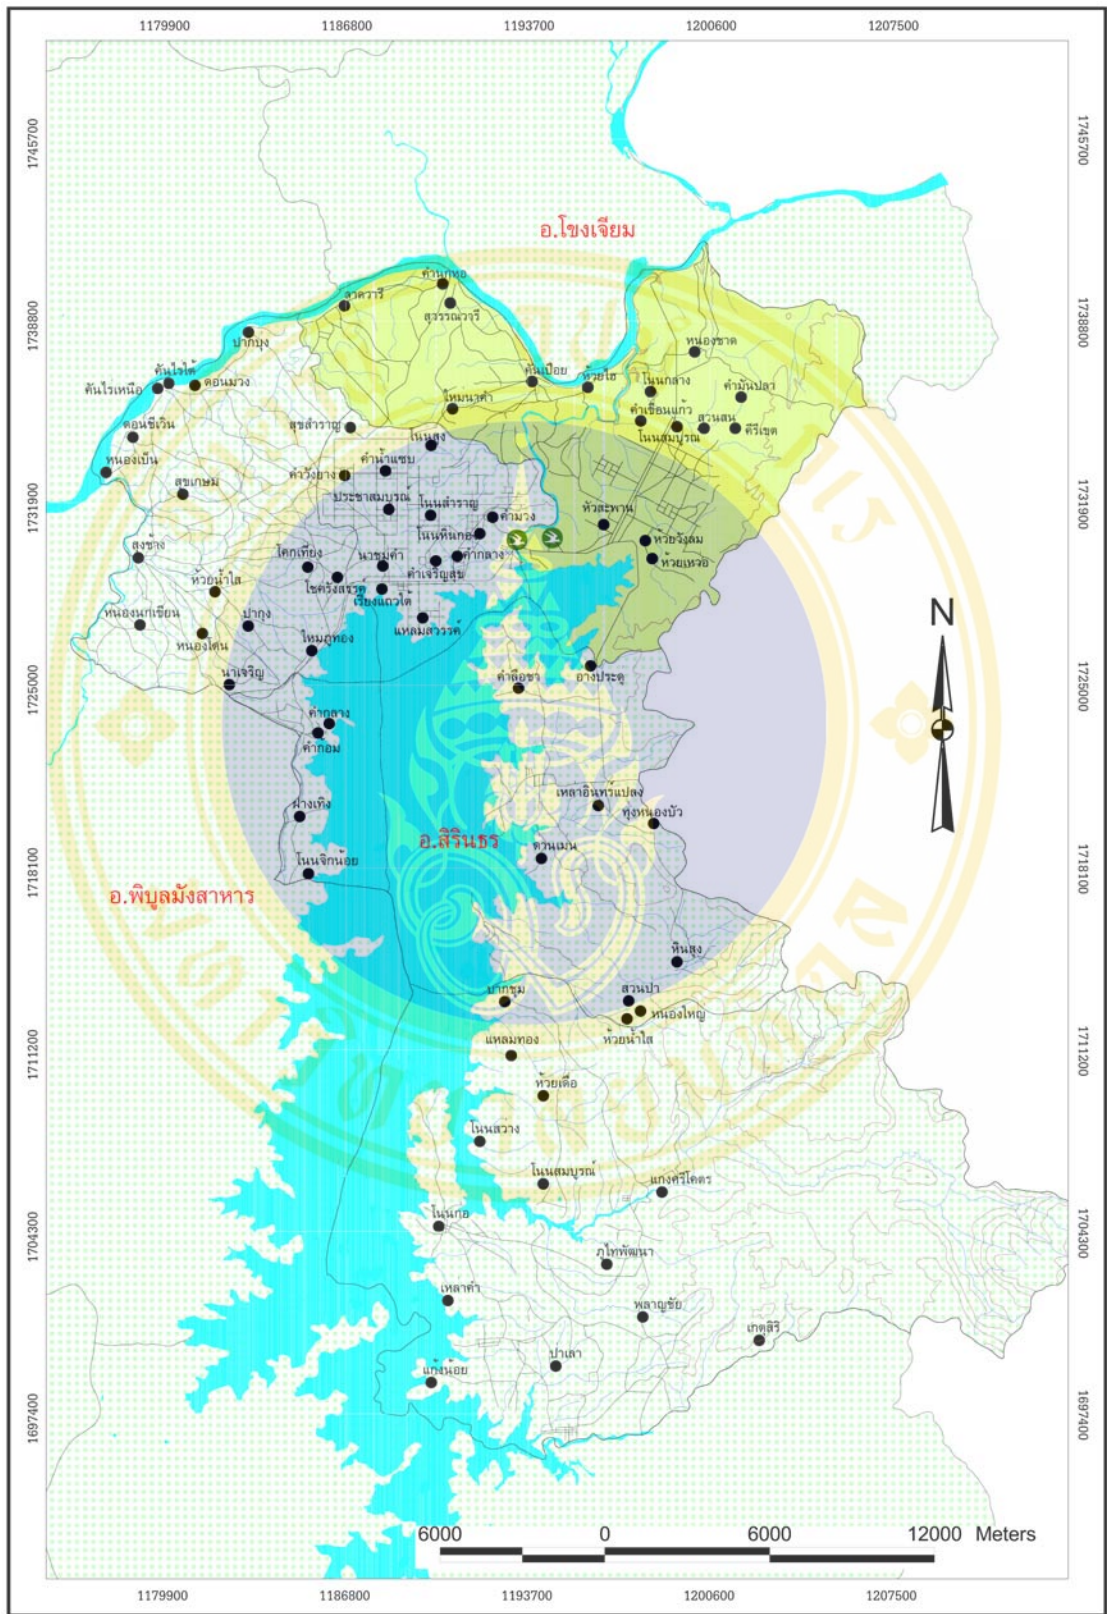 1179900 1186800 1193700 1200600 1207500
1745700 1745700
อ.โขงเจียม
คำนกหอ
ลาดวารี
สุวรรณวารี
1738800 1738800
ปากบุง
หนองชาด
คันไร่ใต้
คันไร่เหนือ
ดอนม่วง
คันเปือย
ห้วยไฮ
โนนกลาง
คำมันปลา
ใหม่นาคำ
คำเขื่อนแก้ว
ดอนชีเวิน
สุขสำราญ
โนนสมบูรณ์
สวนสน
คีรีเขต
โนนสูง
หนองเบ็น
คำน้ำแซบ
คำวังยาง
สุขเกษม
1731900 1731900
ประชาสมบูรณ์
โนนสำราญ
คำม่วง
หัวสะพาน
โนนหินกอง
ห้วยวังลม
สงช้าง
โคกเที่ยง
นาชุมคำ
คำกลาง
ห้วยเหวอ
คำเจริญสุข
โชครังสรรค์
เรียงแถวใต้
ห้วยน้ำใส
แหลมสวรรค์
หนองนกเขียน
ปากุง
หนองโดน
ใหม่ภูทอง
นาเจริญ
คำลือชา
อ่างประดู่
1725000 1725000
N
คำกลาง
คำก้อม
เหล่าอินทร์แปลง
ทุ่งหนองบัว
ฝางเทิง
อ.สิรินธร
ดวนเมน
โนนจิกน้อย
1718100 1718100
อ.พิบูลมังสาหาร
หินสูง
ปากชุม
สวนป่า
หนองใหญ่
ห้วยน้ำใส
แหลมทอง
1711200 1711200
ห้วยเดื่อ
โนนสว่าง
โนนสมบูรณ์
แก่งศรีโคตร
โนนก่อ
1704300 1704300
ภูไทพัฒนา
เหล่าคำ
พลาญชัย
เกตุสิริ
ป่าเลา
แก้งน้อย
1697400 1697400
6000 0 6000 12000 Meters
1179900 1186800 1193700 1200600 1207500